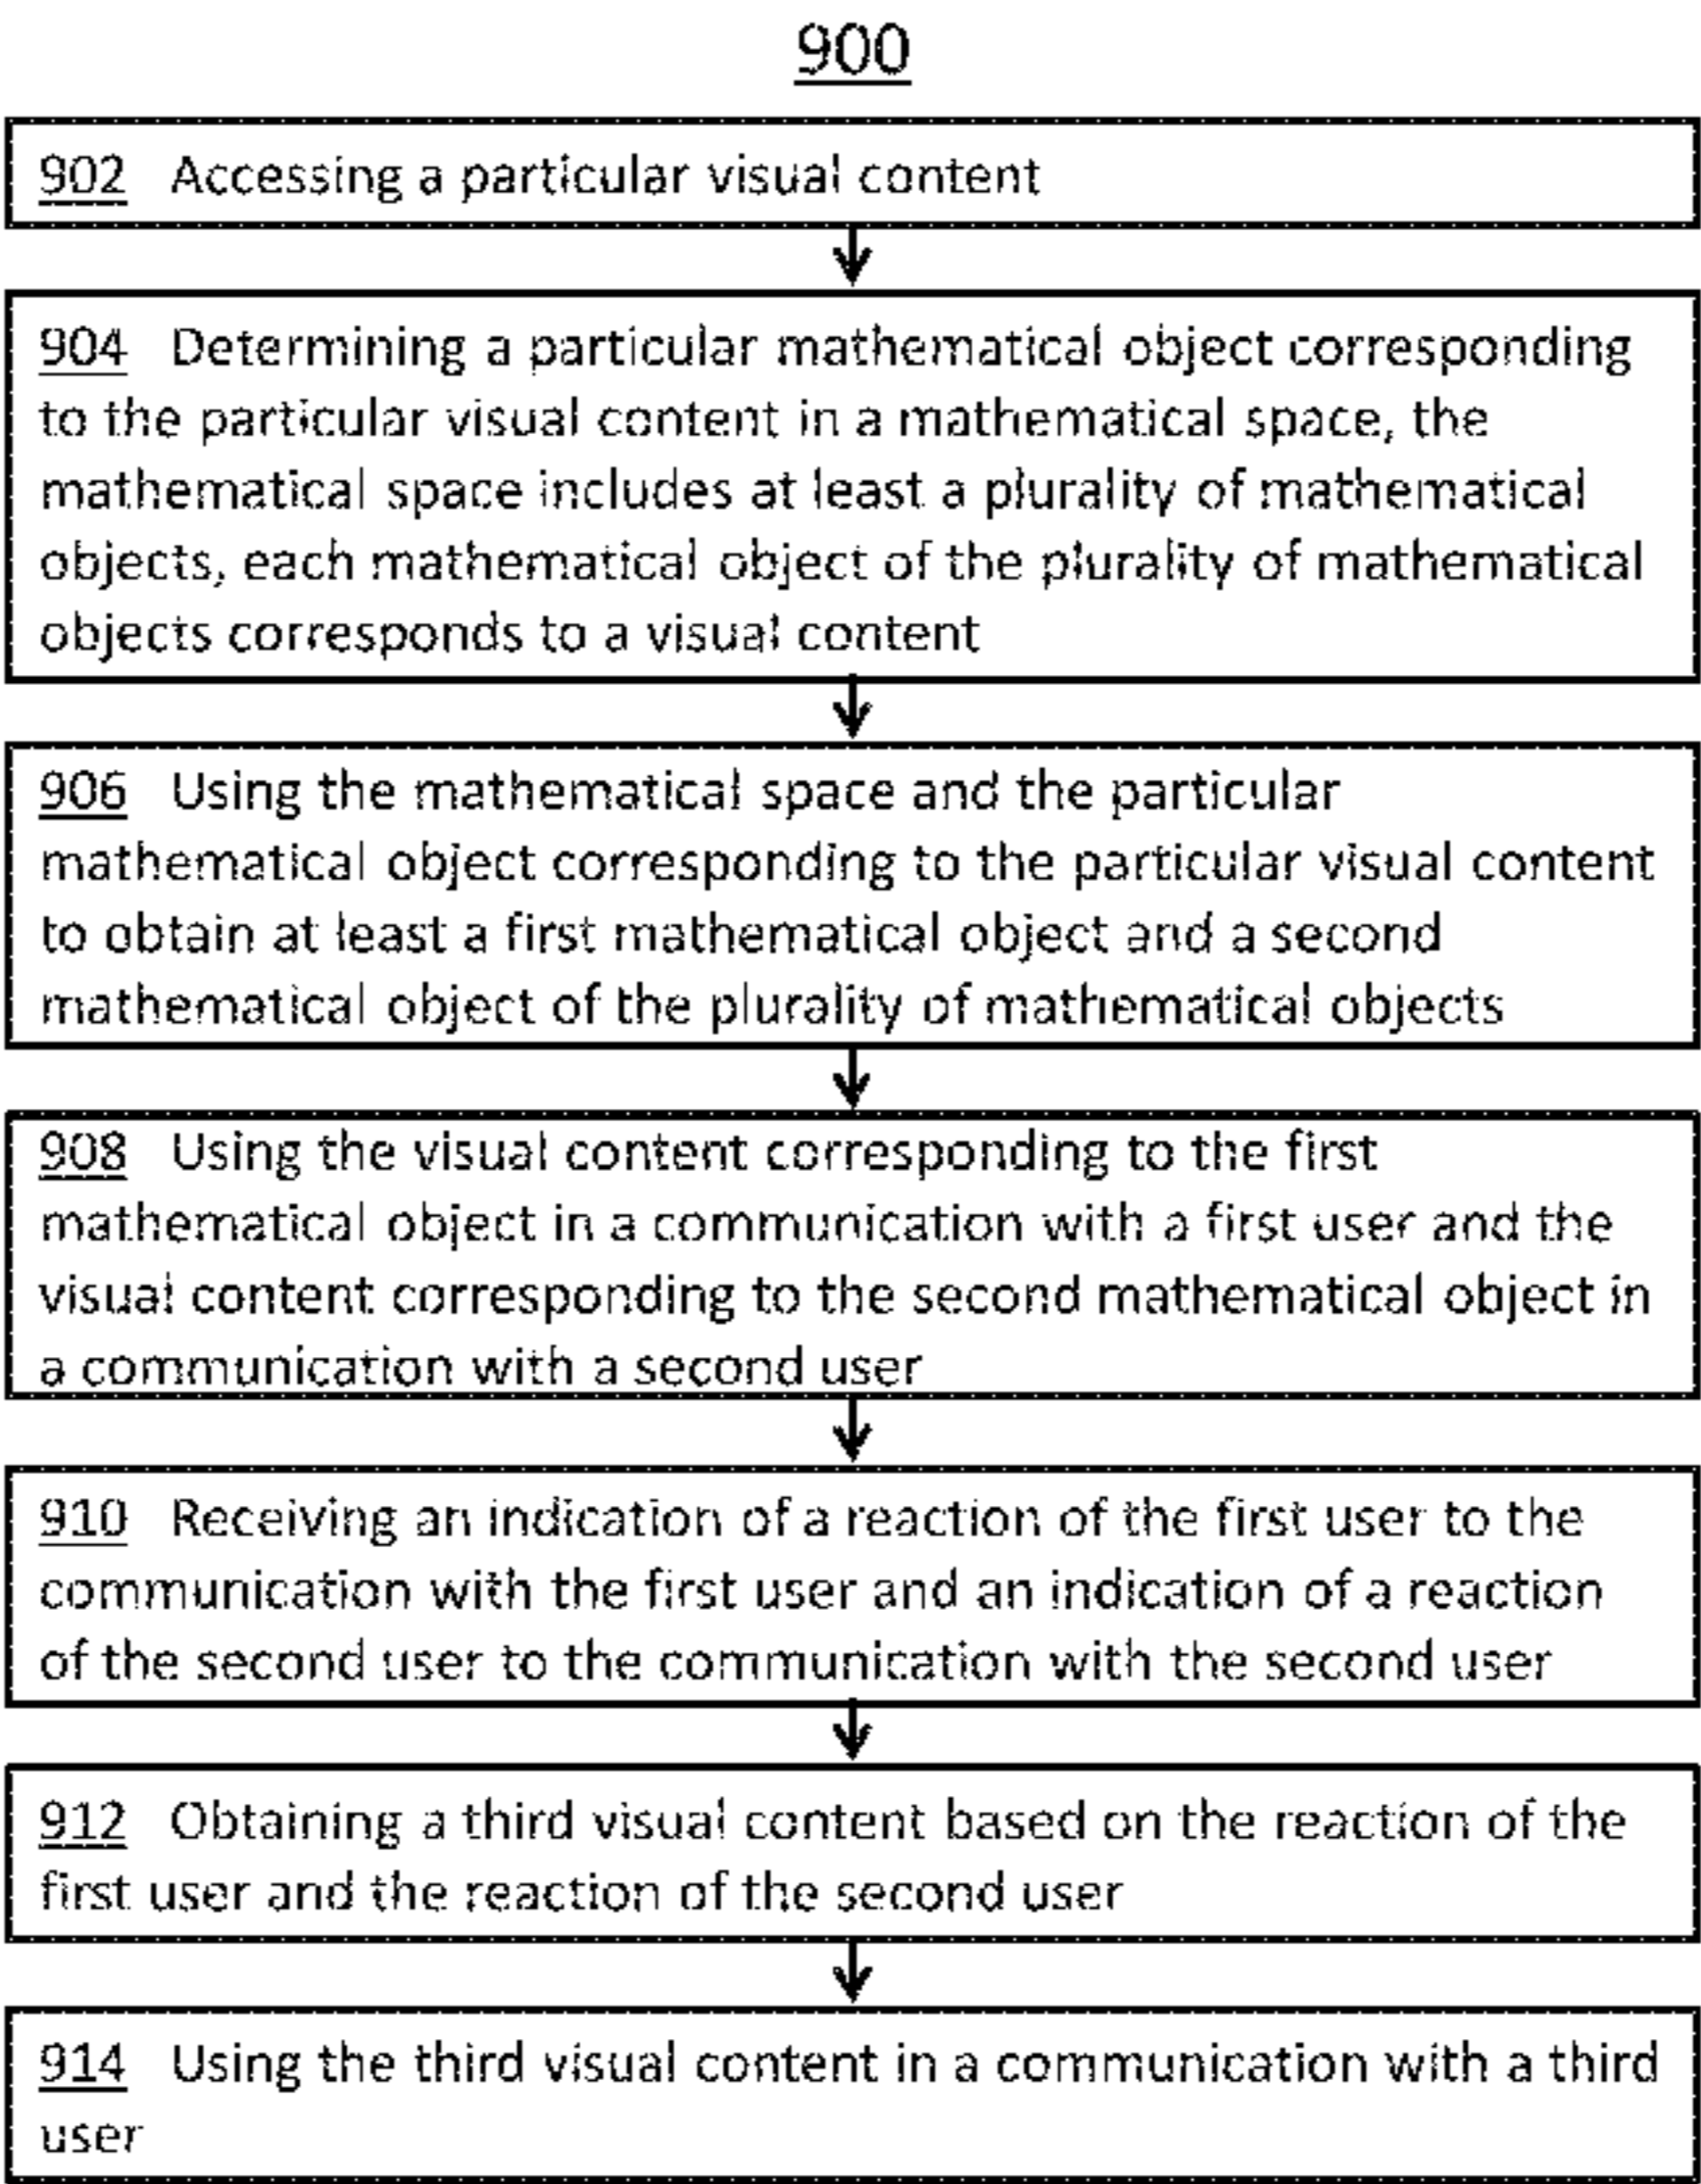 900
902 Accessing a particular visual content
904 Determining a particular mathematical object corresponding
to the particular visual content in a mathematical space, the
mathematical space includes at least a plurality of mathematical
objects, each mathematical object of the plurality of mathematical
objects corresponds to a visual content
906 Using the mathematical space and the particular
mathematical object corresponding to the particular visual content
to obtain at least a first mathematical object and a second
mathematical object of the plurality of mathematical objects
908 Using the visual content corresponding to the first
mathematical object in a communication with a first user and the
visual content corresponding to the second mathematical object in
a communication with a second user
910 Receiving an indication of a reaction of the first user to the
communication with the first user and an indication of a reaction
of the second user to the communication with the second user
912 Obtaining a third visual content based on the reaction of the
first user and the reaction of the second user
914 Using the third visual content in a communication with a third
user